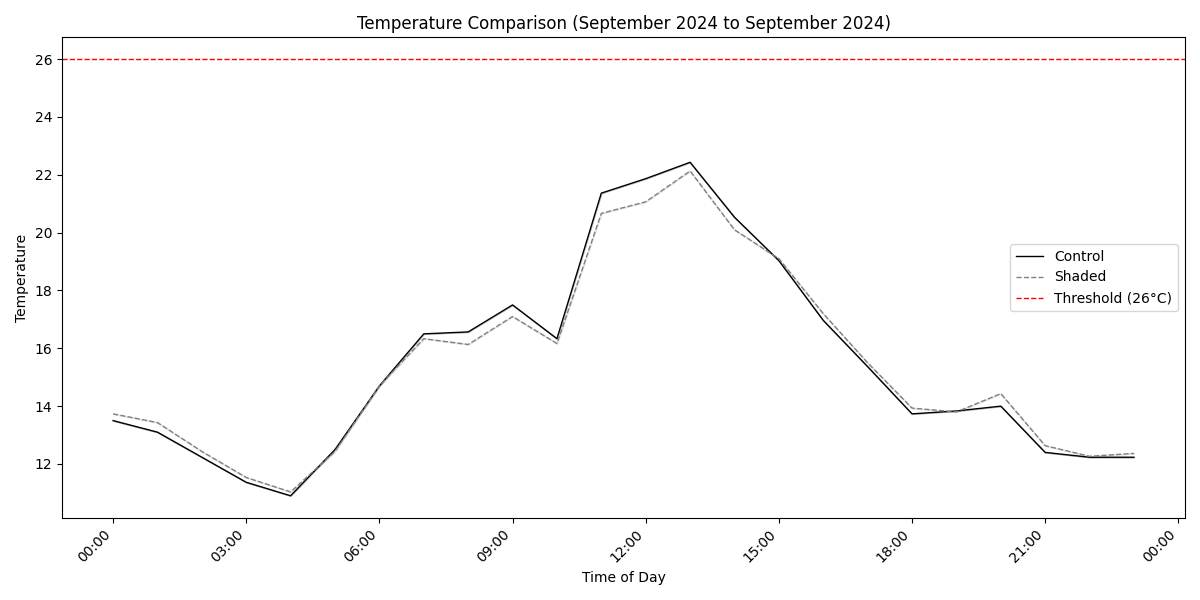 Temperature Comparison (September 2024 to September 2024)
26
24
22
20
18
16
14
12
Temperature
Control
Shaded
Threshold (26°C)
00:00
03:00
06:00
09:00
12:00
15:00
18:00
21:00
00:00
Time of Day